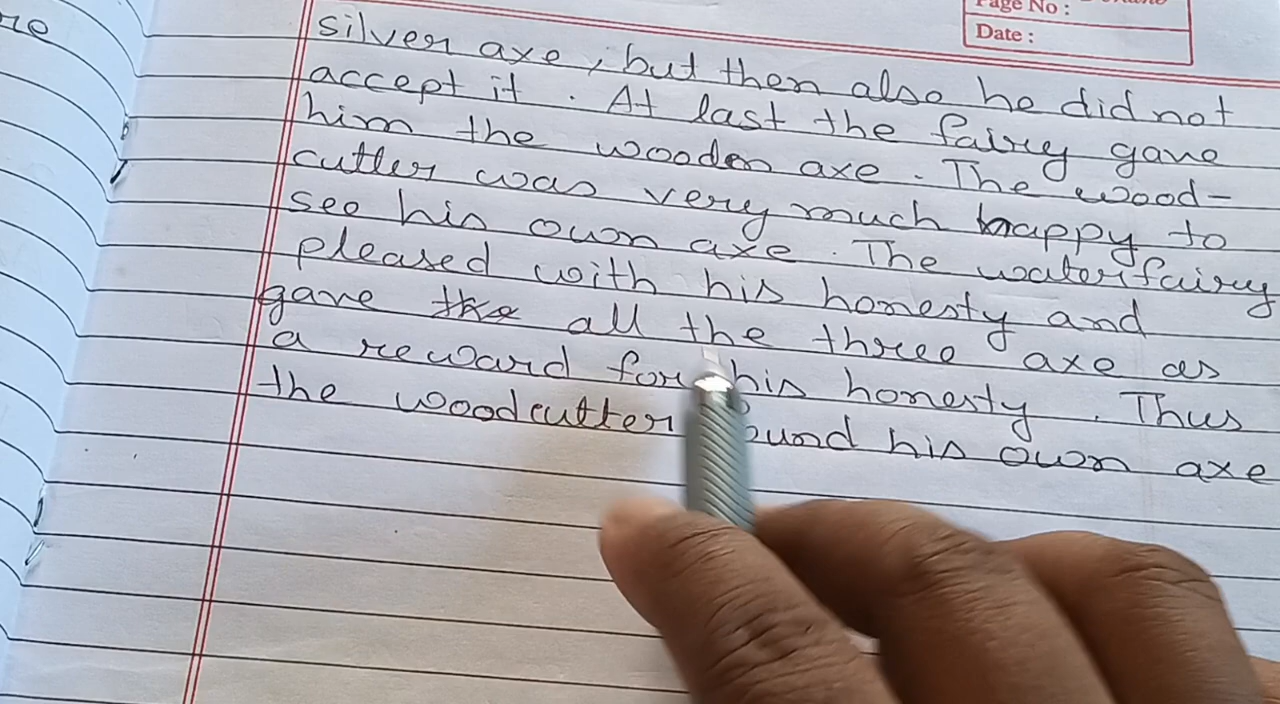 Page No :
Date :
silver axe, but then also he did not
accept it. At last the fairy gave
him the wooden axe. The wood-
cutter was very much happy to
see his own axe. The waterfairy
pleased with his honesty and
gave the all the three axe as
a reward for his honesty. Thus
the woodcutter found his own axe